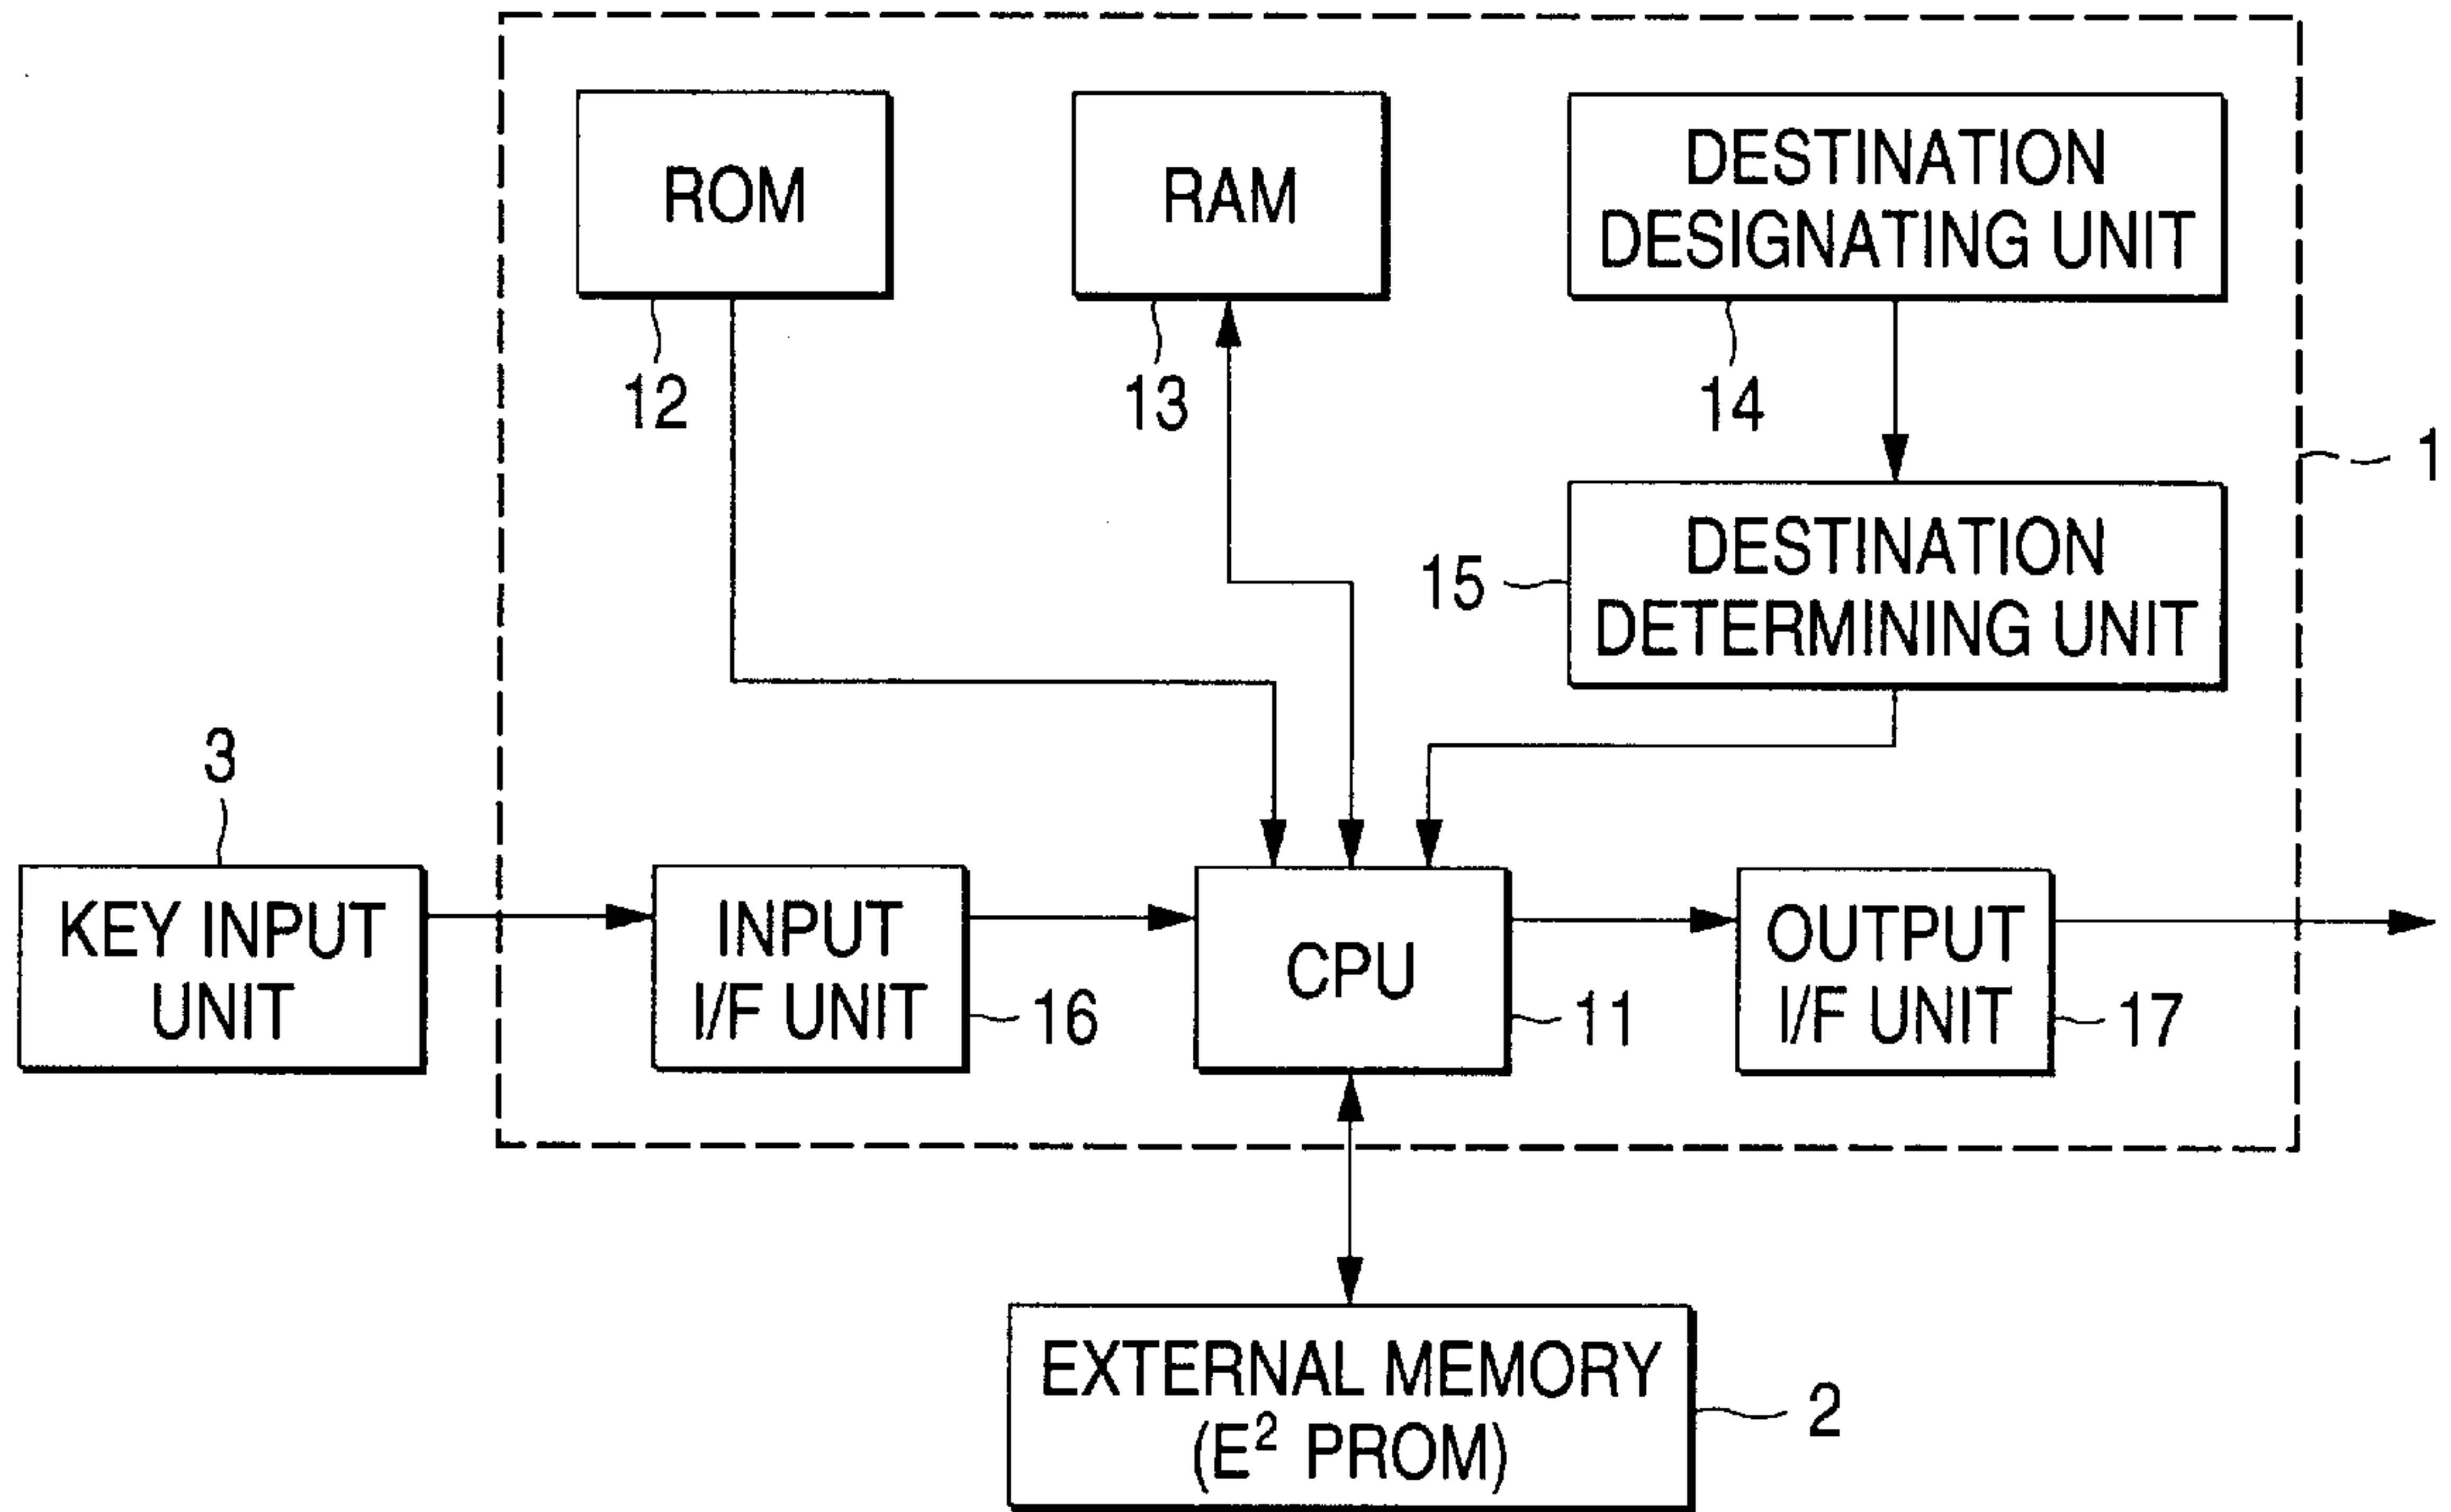 ROM
RAM
DESTINATION
DESIGNATING UNIT
12
13
14
1
DESTINATION
DETERMINING UNIT
15
3
KEY INPUT
UNIT
INPUT
I/F UNIT
16
CPU
11
OUTPUT
I/F UNIT
17
EXTERNAL MEMORY
(E² PROM)
2